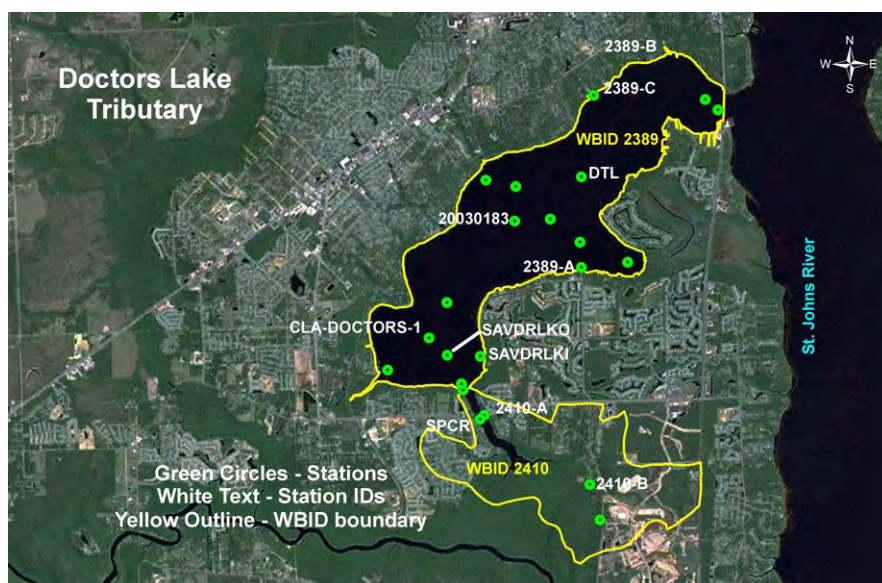 Doctors Lake
Tributary
2389-B
N
W
E
S
2389-C
WBID 2389
DTL
20030183
2389-A
St. Johns River
CLA-DOCTORS-1
SAVDRLKO
SAVDRLKI
2410-A
SPCR
WBID 2410
2410-B
Green Circles - Stations
White Text - Station IDs
Yellow Outline - WBID boundary